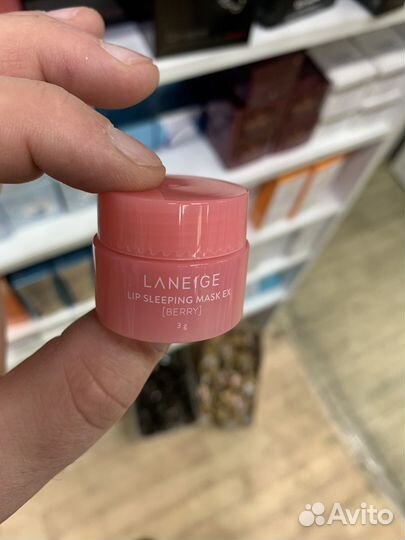 LANEIGE
LIP SLEEPING MASK EX
[BERRY]
3 g
Avito